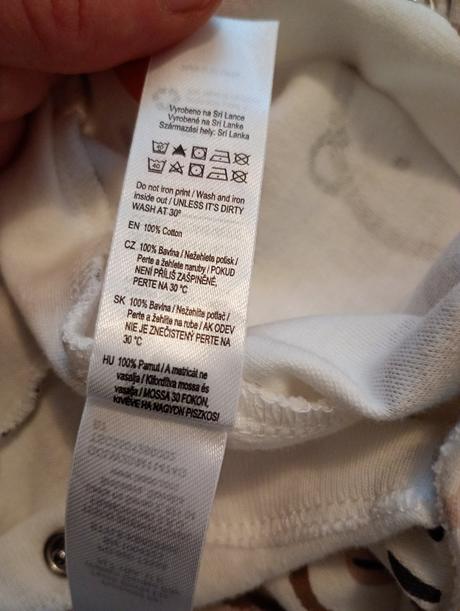 Vyrobeno na Srí Lance
Vyrobené na Srí Lanke
Származási hely: Srí Lanka
40
Do not iron print / Wash and iron
inside out / UNLESS IT'S DIRTY
WASH AT 30°
EN 100% Cotton
CZ 100% Bavlna / Nežehlete potisk /
Perte a žehlete naruby / POKUD
NENÍ PŘÍLIŠ ZAŠPINĚNÉ,
PERTE NA 30 °C
SK 100% Bavlna / Nežehlite potlač /
Perte a žehlite na rube / AK ODEV
NIE JE ZNEČISTENÝ PERTE NA
30 °C
HU 100% Pamut / A matricát ne
vasalja / Kifordítva mossa és
vasalja / MOSSA 30 FOKON,
KIVÉVE HA NAGYON PISZKOS!